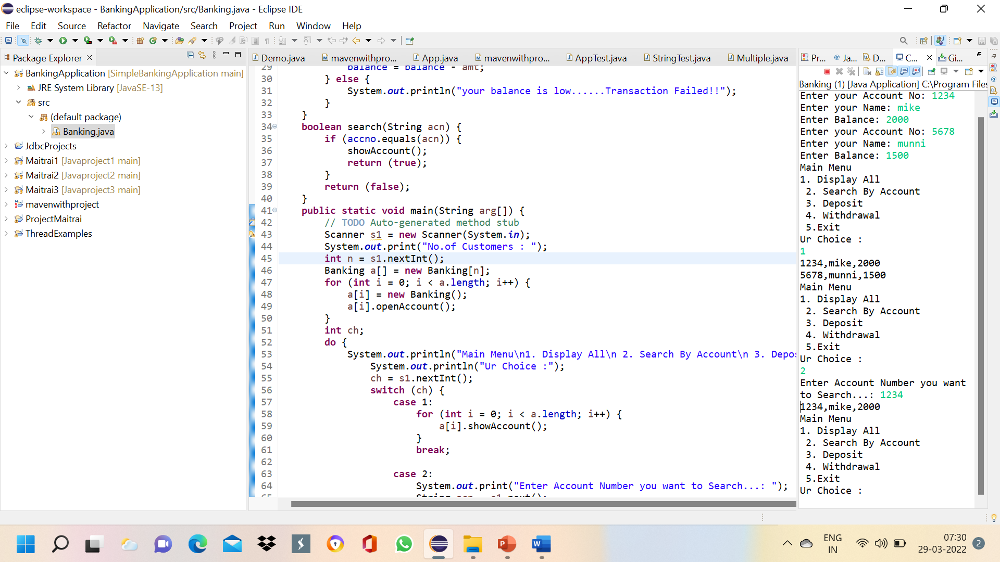 eclipse-workspace - BankingApplication/src/Banking.java - Eclipse IDE
File Edit Source Refactor Navigate Search Project Run Window Help
Package Explorer
BankingApplication [SimpleBankingApplication main]
JRE System Library [JavaSE-13]
src
(default package)
Banking.java
JdbcProjects
Maitrai1 [Javaproject1 main]
Maitrai2 [Javaproject2 main]
Maitrai3 [Javaproject3 main]
mavenwithproject
ProjectMaitrai
ThreadExamples
Demo.java mavenwithpro... App.java mavenwithpro... AppTest.java StringTest.java Multiple.java
29 balance = balance - amt;
30 } else {
31 System.out.println("your balance is low......Transaction Failed!!");
32 }
33 }
34 boolean search(String acn) {
35 if (accno.equals(acn)) {
36 showAccount();
37 return (true);
38 }
39 return (false);
40 }
41 public static void main(String arg[]) {
42 // TODO Auto-generated method stub
43 Scanner s1 = new Scanner(System.in);
44 System.out.print("No.of Customers : ");
45 int n = s1.nextInt();
46 Banking a[] = new Banking[n];
47 for (int i = 0; i < a.length; i++) {
48 a[i] = new Banking();
49 a[i].openAccount();
50 }
51 int ch;
52 do {
53 System.out.println("Main Menu\n1. Display All\n 2. Search By Account\n 3. Depos
54 System.out.println("Ur Choice :");
55 ch = s1.nextInt();
56 switch (ch) {
57 case 1:
58 for (int i = 0; i < a.length; i++) {
59 a[i].showAccount();
60 }
61 break;
62
63 case 2:
64 System.out.print("Enter Account Number you want to Search...: ");
Pr... Ja... D... C... Gi...
Banking (1) [Java Application] C:\Program Files
Enter your Account No: 1234
Enter your Name: mike
Enter Balance: 2000
Enter your Account No: 5678
Enter your Name: munni
Enter Balance: 1500
Main Menu
1. Display All
2. Search By Account
3. Deposit
4. Withdrawal
5.Exit
Ur Choice :
1
1234,mike,2000
5678,munni,1500
Main Menu
1. Display All
2. Search By Account
3. Deposit
4. Withdrawal
5.Exit
Ur Choice :
2
Enter Account Number you want
to Search...: 1234
1234,mike,2000
Main Menu
1. Display All
2. Search By Account
3. Deposit
4. Withdrawal
5.Exit
Ur Choice :
ENG
IN
07:30
29-03-2022
2